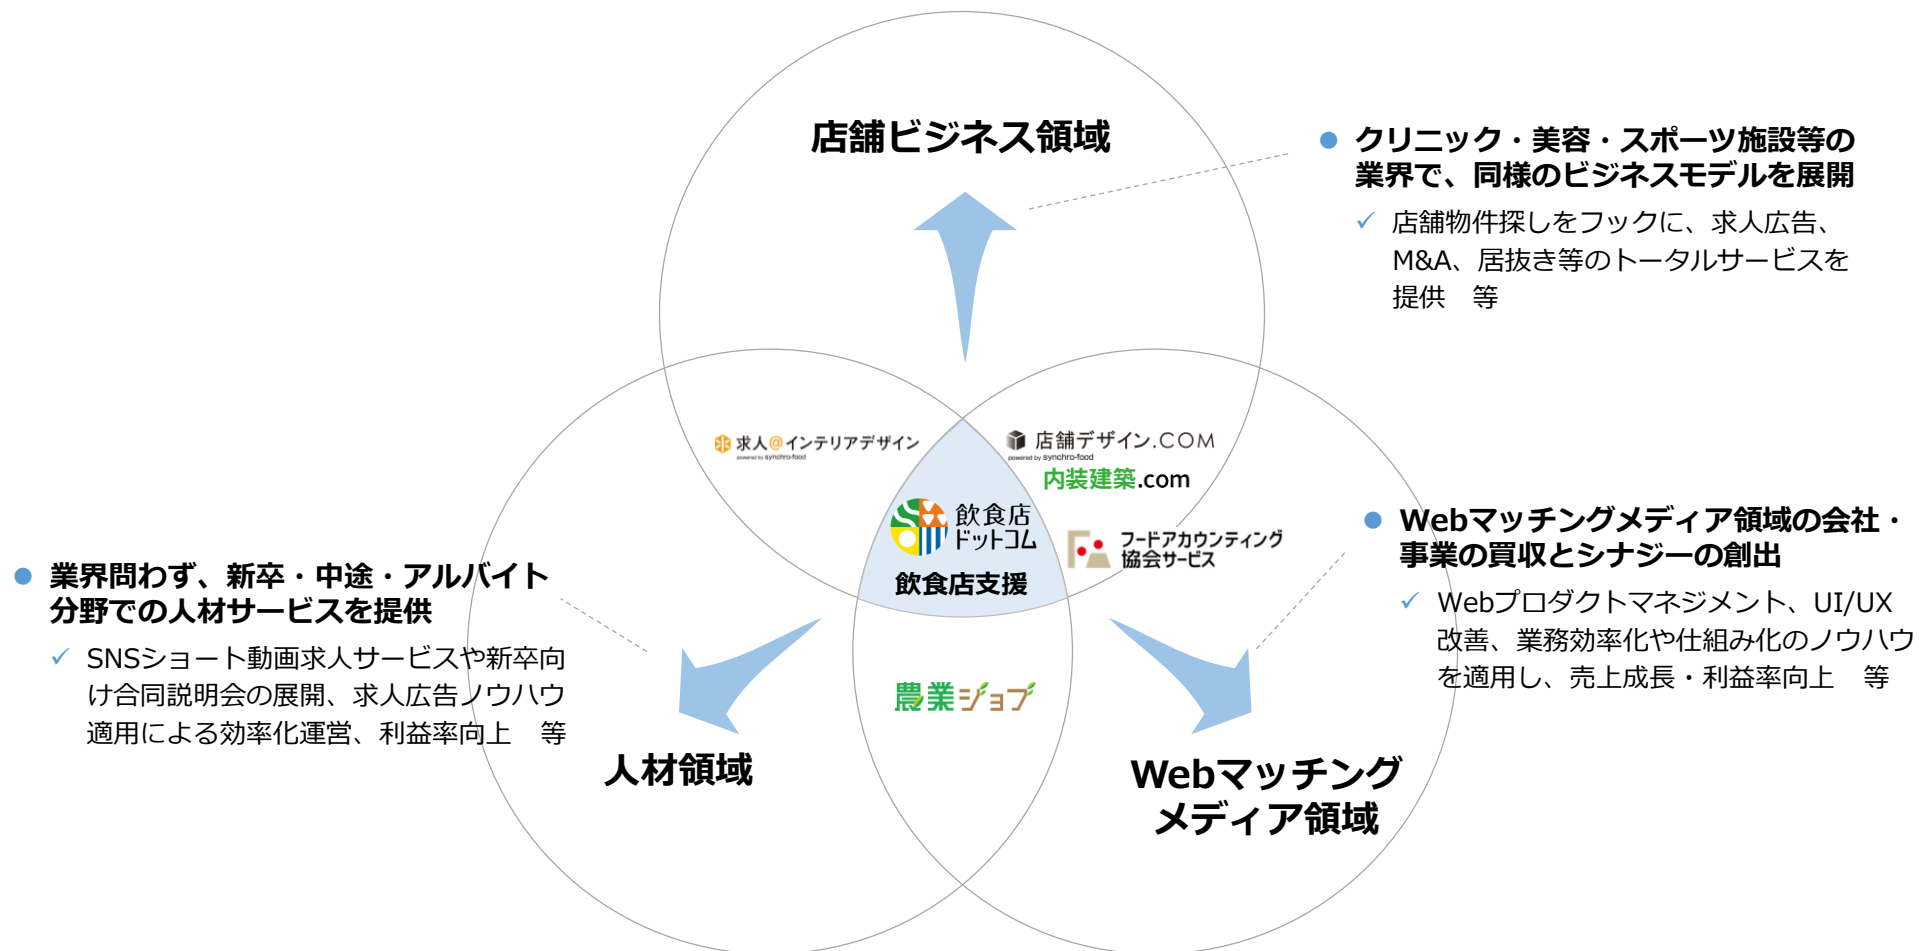 店舗ビジネス領域
● クリニック・美容・スポーツ施設等の
業界で、同様のビジネスモデルを展開
✓ 店舗物件探しをフックに、求人広告、
M&A、居抜き等のトータルサービスを
提供　等
求人@インテリアデザイン
powered by synchro-food
店舗デザイン.COM
powered by synchro-food
内装建築.com
飲食店
ドットコム
飲食店支援
フードアカウンティング
協会サービス
● 業界問わず、新卒・中途・アルバイト
分野での人材サービスを提供
✓ SNSショート動画求人サービスや新卒向
け合同説明会の展開、求人広告ノウハウ
適用による効率化運営、利益率向上　等
● Webマッチングメディア領域の会社・
事業の買収とシナジーの創出
✓ Webプロダクトマネジメント、UI/UX
改善、業務効率化や仕組み化のノウハウ
を適用し、売上成長・利益率向上　等
農業ジョブ
人材領域
Webマッチング
メディア領域